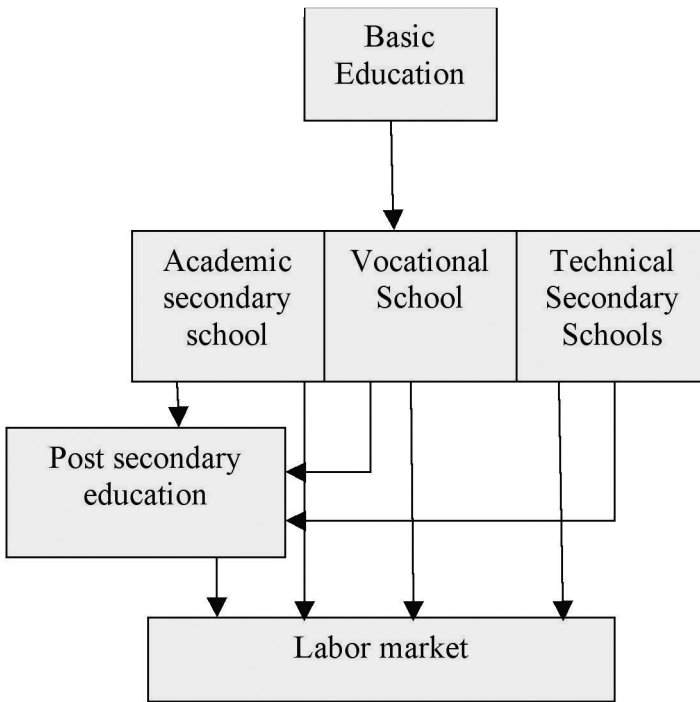 Basic
Education
Academic
secondary
school
Vocational
School
Technical
Secondary
Schools
Post secondary
education
Labor market